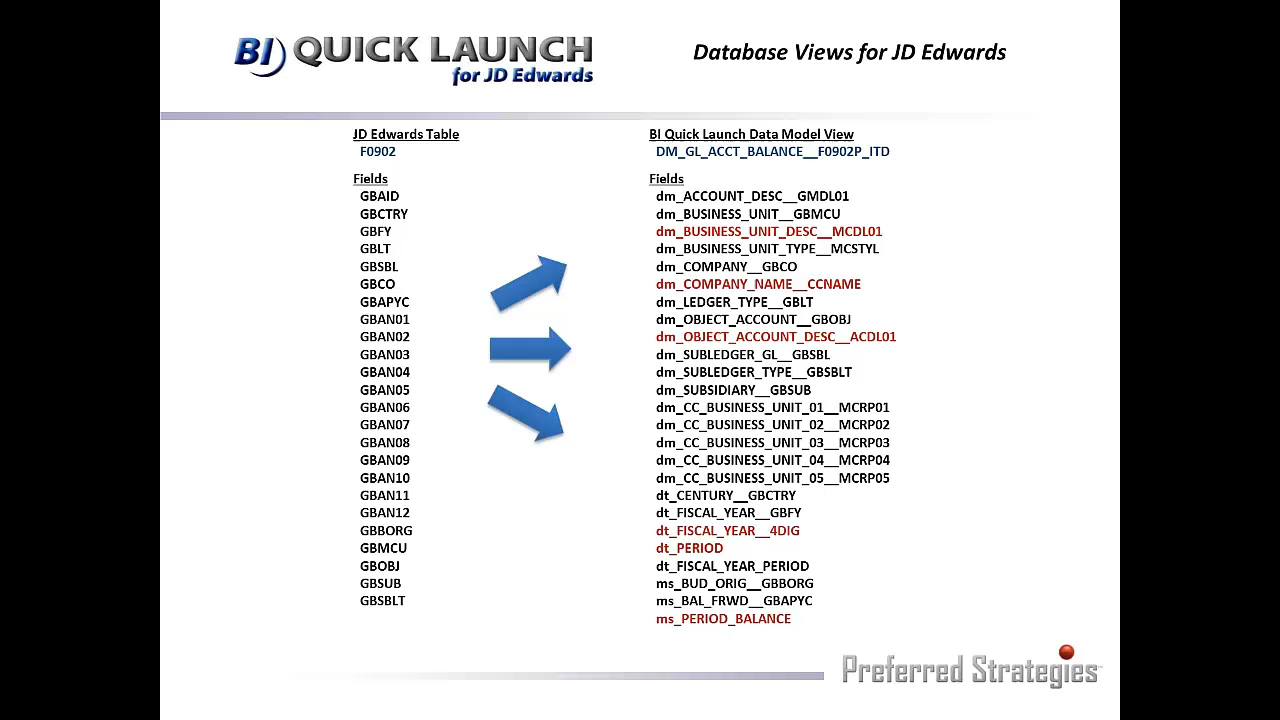 BI QUICK LAUNCH
for JD Edwards
Database Views for JD Edwards
JD Edwards Table
F0902
Fields
GBAID
GBCTRY
GBFY
GBLT
GBSBL
GBCO
GBAPYC
GBAN01
GBAN02
GBAN03
GBAN04
GBAN05
GBAN06
GBAN07
GBAN08
GBAN09
GBAN10
GBAN11
GBAN12
GBBORG
GBMCU
GBOBJ
GBSUB
GBSBLT
BI Quick Launch Data Model View
DM_GL_ACCT_BALANCE__F0902P_ITD
Fields
dm_ACCOUNT_DESC__GMDL01
dm_BUSINESS_UNIT__GBMCU
dm_BUSINESS_UNIT_DESC__MCDL01
dm_BUSINESS_UNIT_TYPE__MCSTYL
dm_COMPANY__GBCO
dm_COMPANY_NAME__CCNAME
dm_LEDGER_TYPE__GBLT
dm_OBJECT_ACCOUNT__GBOBJ
dm_OBJECT_ACCOUNT_DESC__ACDL01
dm_SUBLEDGER_GL__GBSBL
dm_SUBLEDGER_TYPE__GBSBLT
dm_SUBSIDIARY__GBSUB
dm_CC_BUSINESS_UNIT_01__MCRP01
dm_CC_BUSINESS_UNIT_02__MCRP02
dm_CC_BUSINESS_UNIT_03__MCRP03
dm_CC_BUSINESS_UNIT_04__MCRP04
dm_CC_BUSINESS_UNIT_05__MCRP05
dt_CENTURY__GBCTRY
dt_FISCAL_YEAR__GBFY
dt_FISCAL_YEAR__4DIG
dt_PERIOD
dt_FISCAL_YEAR_PERIOD
ms_BUD_ORIG__GBBORG
ms_BAL_FRWD__GBAPYC
ms_PERIOD_BALANCE
Preferred Strategies